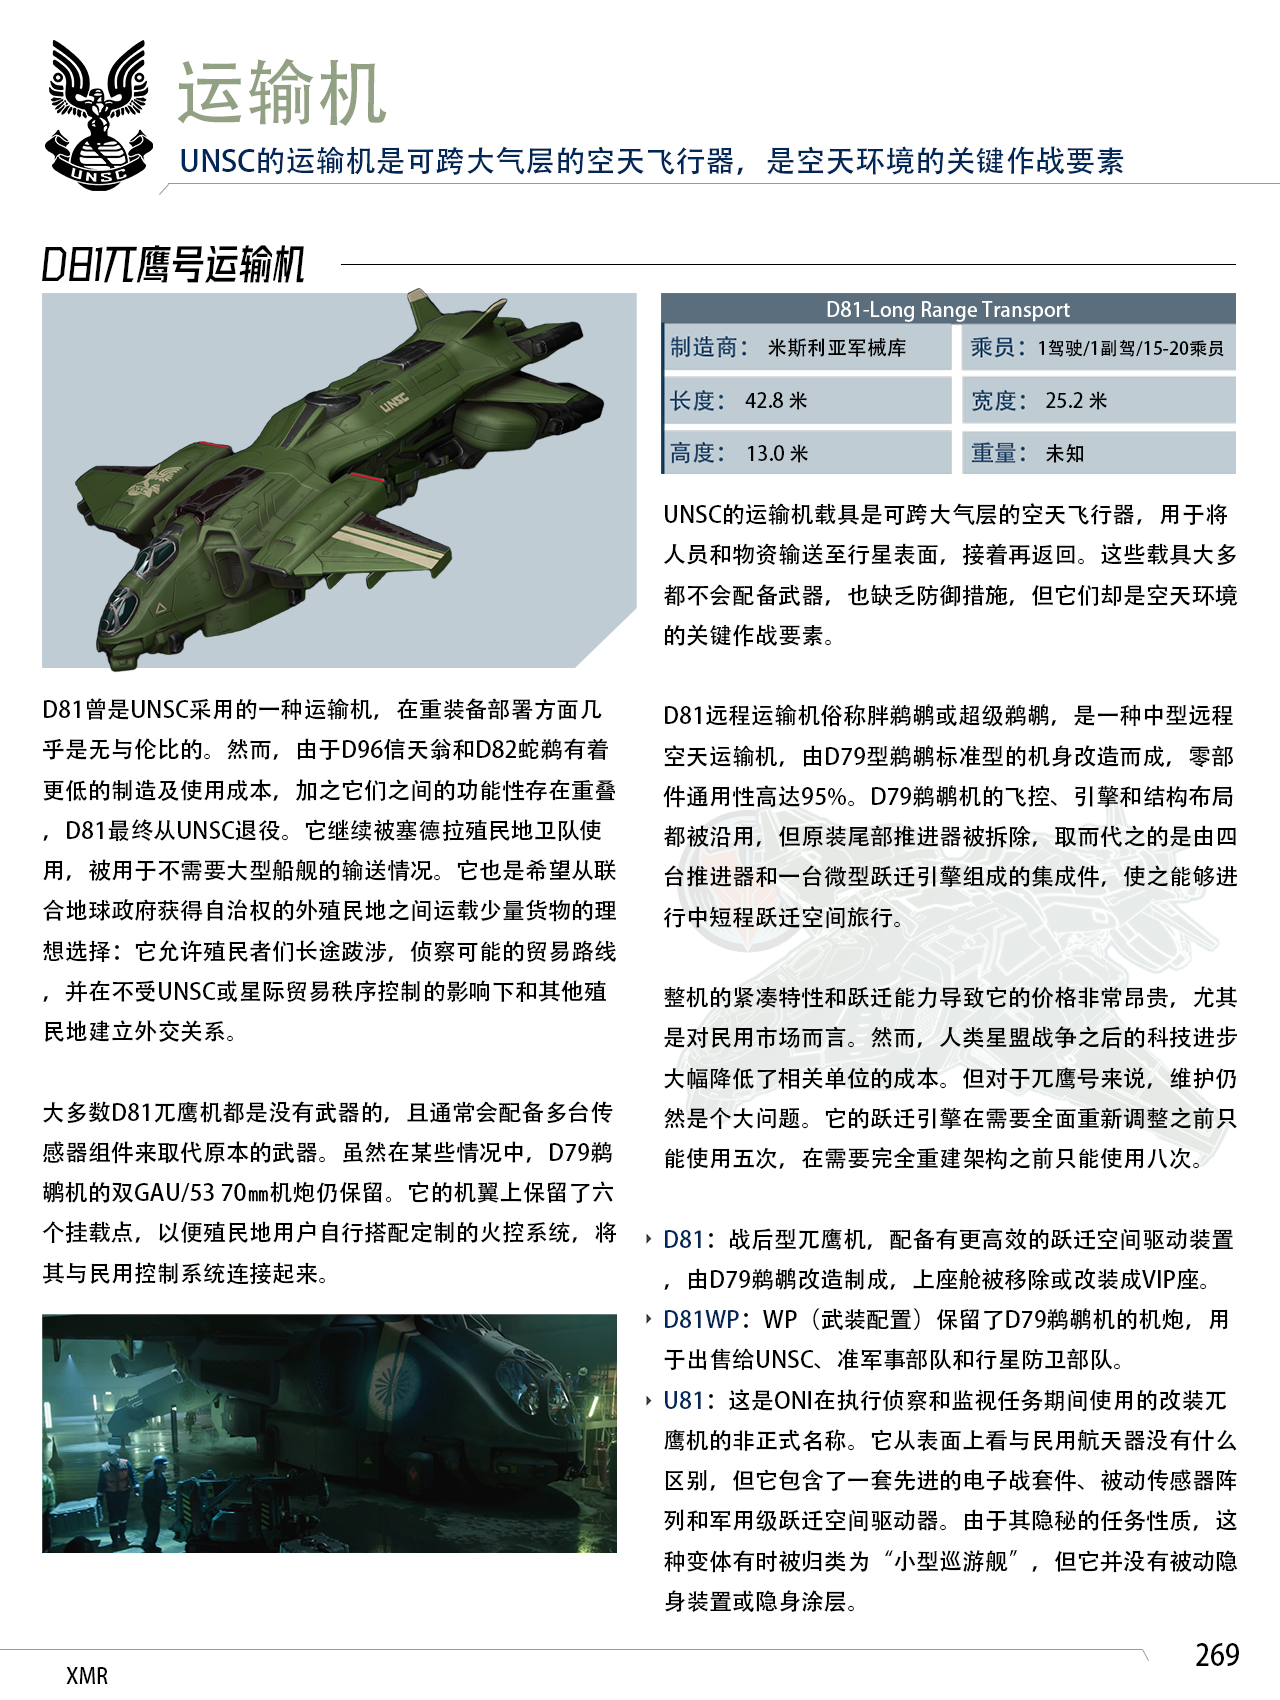 运输机
UNSC
UNSC的运输机是可跨大气层的空天飞行器，是空天环境的关键作战要素
D81兀鹰号运输机
UNSC
D81曾是UNSC采用的一种运输机，在重装备部署方面几
乎是无与伦比的。然而，由于D96信天翁和D82蛇鹈有着
更低的制造及使用成本，加之它们之间的功能性存在重叠
，D81最终从UNSC退役。它继续被塞德拉殖民地卫队使
用，被用于不需要大型船舰的输送情况。它也是希望从联
合地球政府获得自治权的外殖民地之间运载少量货物的理
想选择：它允许殖民者们长途跋涉，侦察可能的贸易路线
，并在不受UNSC或星际贸易秩序控制的影响下和其他殖
民地建立外交关系。
大多数D81兀鹰机都是没有武器的，且通常会配备多台传
感器组件来取代原本的武器。虽然在某些情况中，D79鹈
鹕机的双GAU/53 70㎜机炮仍保留。它的机翼上保留了六
个挂载点，以便殖民地用户自行搭配定制的火控系统，将
其与民用控制系统连接起来。
D81-Long Range Transport
制造商： 米斯利亚军械库
乘员： 1驾驶/1副驾/15-20乘员
长度： 42.8 米
宽度： 25.2 米
高度： 13.0 米
重量： 未知
UNSC的运输机载具是可跨大气层的空天飞行器，用于将
人员和物资输送至行星表面，接着再返回。这些载具大多
都不会配备武器，也缺乏防御措施，但它们却是空天环境
的关键作战要素。
D81远程运输机俗称胖鹈鹕或超级鹈鹕，是一种中型远程
空天运输机，由D79型鹈鹕标准型的机身改造而成，零部
件通用性高达95%。D79鹈鹕机的飞控、引擎和结构布局
都被沿用，但原装尾部推进器被拆除，取而代之的是由四
台推进器和一台微型跃迁引擎组成的集成件，使之能够进
行中短程跃迁空间旅行。
整机的紧凑特性和跃迁能力导致它的价格非常昂贵，尤其
是对民用市场而言。然而，人类星盟战争之后的科技进步
大幅降低了相关单位的成本。但对于兀鹰号来说，维护仍
然是个大问题。它的跃迁引擎在需要全面重新调整之前只
能使用五次，在需要完全重建架构之前只能使用八次。
D81：战后型兀鹰机，配备有更高效的跃迁空间驱动装置
，由D79鹈鹕改造制成，上座舱被移除或改装成VIP座。
D81WP：WP（武装配置）保留了D79鹈鹕机的机炮，用
于出售给UNSC、准军事部队和行星防卫部队。
U81：这是ONI在执行侦察和监视任务期间使用的改装兀
鹰机的非正式名称。它从表面上看与民用航天器没有什么
区别，但它包含了一套先进的电子战套件、被动传感器阵
列和军用级跃迁空间驱动器。由于其隐秘的任务性质，这
种变体有时被归类为“小型巡游舰”，但它并没有被动隐
身装置或隐身涂层。
269
XMR